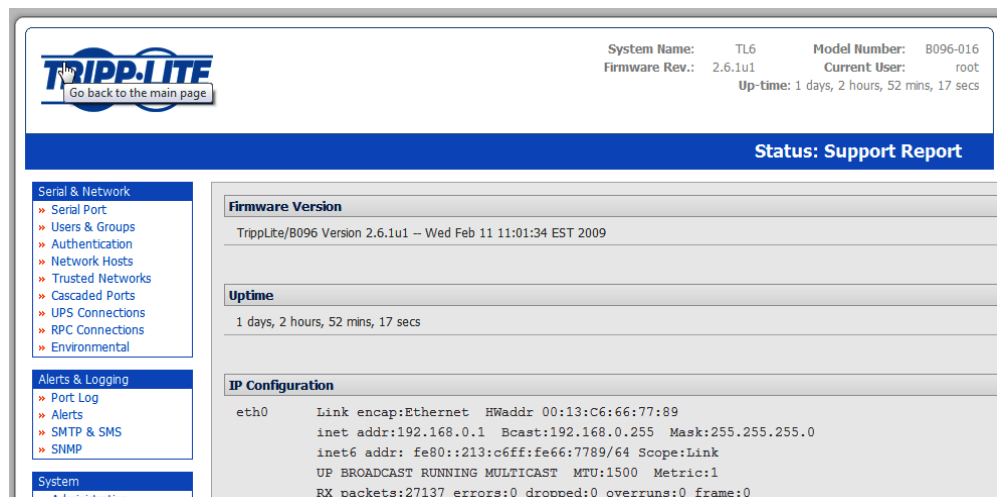 TRIPP·LITE
Go back to the main page
System Name: TL6 Model Number: B096-016
Firmware Rev.: 2.6.1u1 Current User: root
Up-time: 1 days, 2 hours, 52 mins, 17 secs
Status: Support Report
Serial & Network
» Serial Port
» Users & Groups
» Authentication
» Network Hosts
» Trusted Networks
» Cascaded Ports
» UPS Connections
» RPC Connections
» Environmental
Alerts & Logging
» Port Log
» Alerts
» SMTP & SMS
» SNMP
System
Firmware Version
TrippLite/B096 Version 2.6.1u1 -- Wed Feb 11 11:01:34 EST 2009
Uptime
1 days, 2 hours, 52 mins, 17 secs
IP Configuration
eth0 Link encap:Ethernet HWaddr 00:13:C6:66:77:89
inet addr:192.168.0.1 Bcast:192.168.0.255 Mask:255.255.255.0
inet6 addr: fe80::213:c6ff:fe66:7789/64 Scope:Link
UP BROADCAST RUNNING MULTICAST MTU:1500 Metric:1
RX packets:27137 errors:0 dropped:0 overruns:0 frame:0